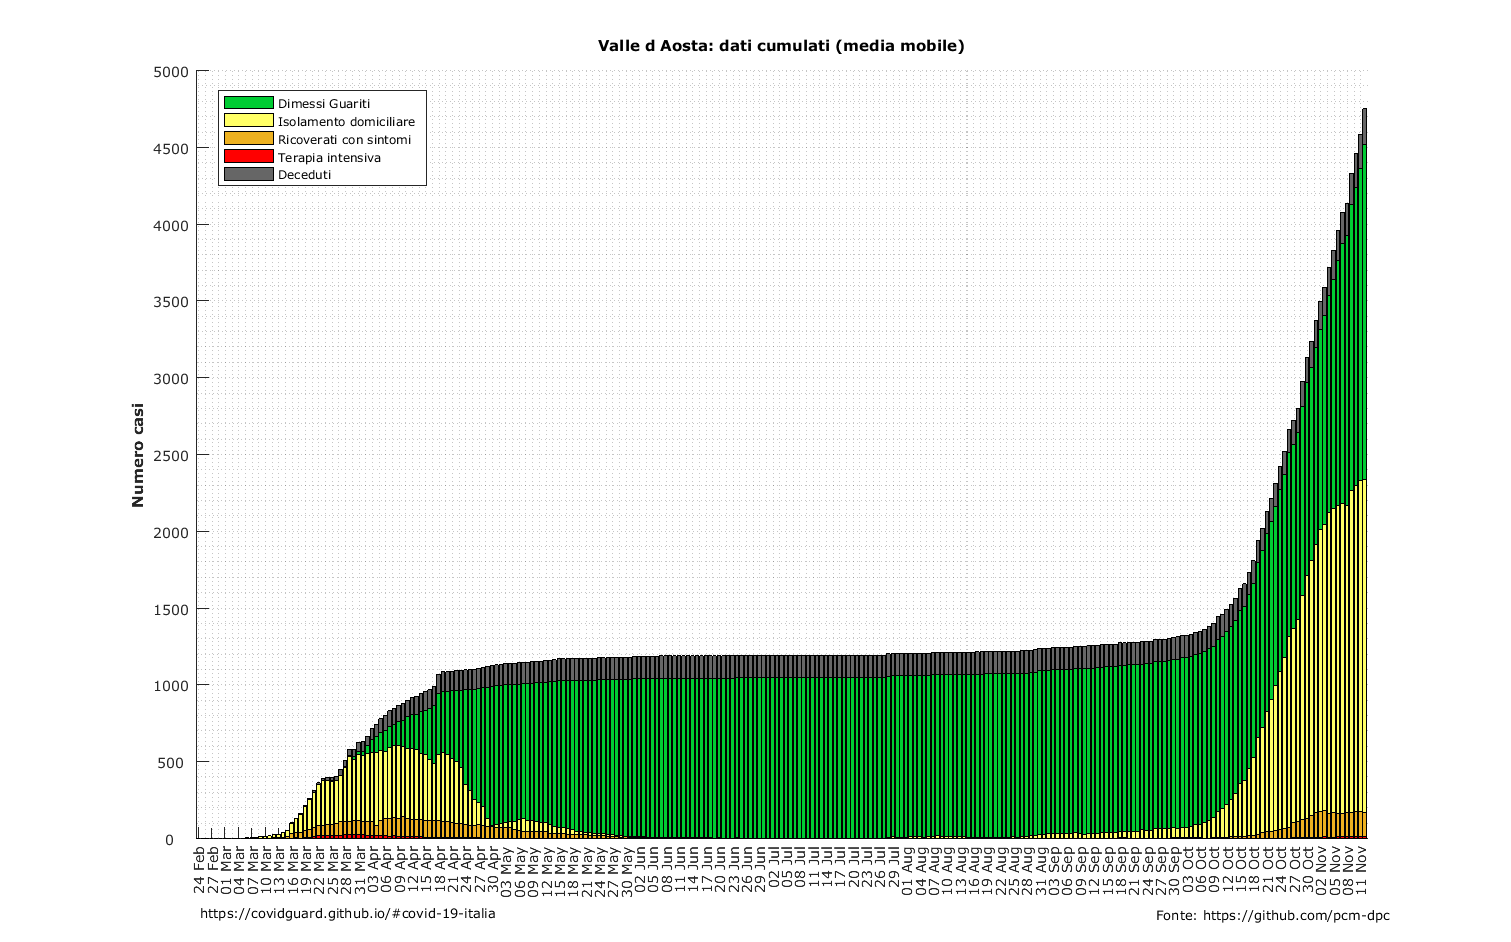 Valle d Aosta: dati cumulati (media mobile)
5000
4500
4000
3500
3000
2500
2000
1500
1000
500
0
Numero casi
Dimessi Guariti
Isolamento domiciliare
Ricoverati con sintomi
Terapia intensiva
Deceduti
24 Feb
27 Feb
01 Mar
04 Mar
07 Mar
10 Mar
13 Mar
16 Mar
19 Mar
22 Mar
25 Mar
28 Mar
31 Mar
03 Apr
06 Apr
09 Apr
12 Apr
15 Apr
18 Apr
21 Apr
24 Apr
27 Apr
30 Apr
03 May
06 May
09 May
12 May
15 May
18 May
21 May
24 May
27 May
30 May
02 Jun
05 Jun
08 Jun
11 Jun
14 Jun
17 Jun
20 Jun
23 Jun
26 Jun
29 Jun
02 Jul
05 Jul
08 Jul
11 Jul
14 Jul
17 Jul
20 Jul
23 Jul
26 Jul
29 Jul
01 Aug
04 Aug
07 Aug
10 Aug
13 Aug
16 Aug
19 Aug
22 Aug
25 Aug
28 Aug
31 Aug
03 Sep
06 Sep
09 Sep
12 Sep
15 Sep
18 Sep
21 Sep
24 Sep
27 Sep
30 Sep
03 Oct
06 Oct
09 Oct
12 Oct
15 Oct
18 Oct
21 Oct
24 Oct
27 Oct
30 Oct
02 Nov
05 Nov
08 Nov
11 Nov
https://covidguard.github.io/#covid-19-italia
Fonte: https://github.com/pcm-dpc